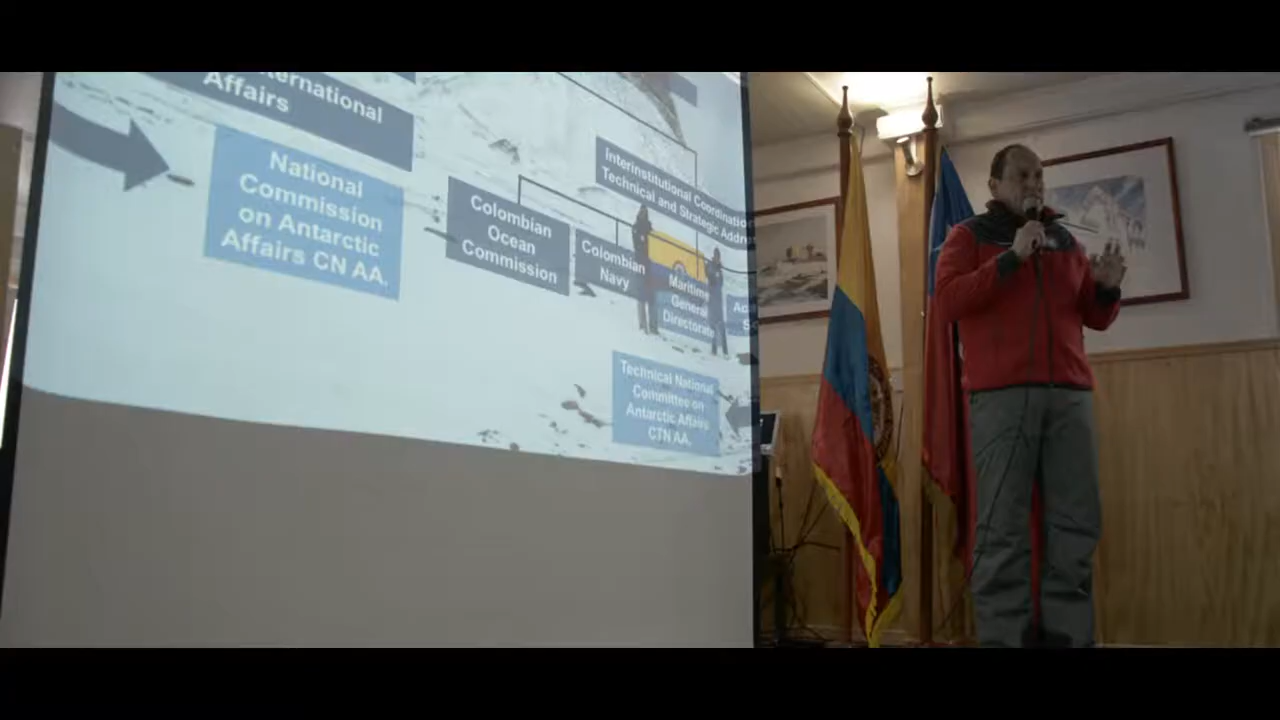 Affairs
National
Commission
on Antarctic
Affairs CN AA.
Colombian
Ocean
Commission
Colombian
Navy
Interinstitutional
Technical and Strategic
Maritime
General
Directorate
Technical National
Committee on
Antarctic Affairs
CTN AA.